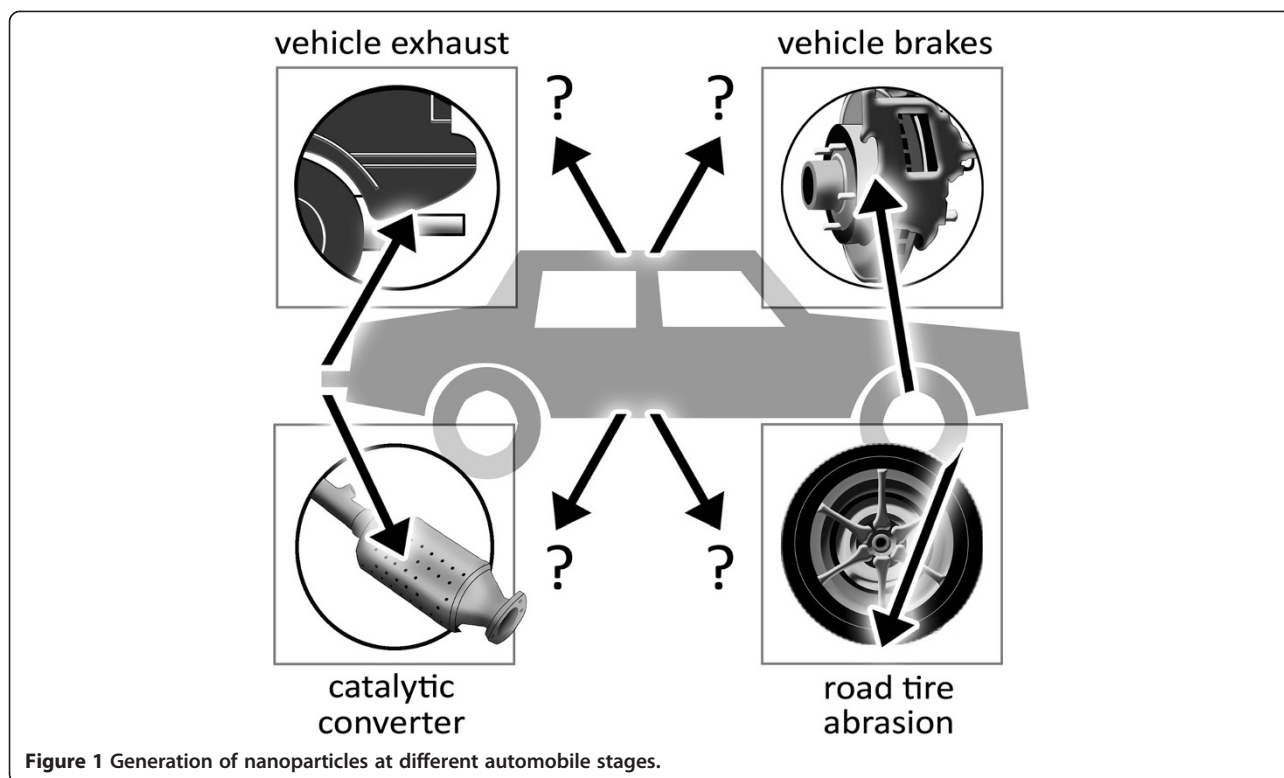 vehicle exhaust
vehicle brakes
? ?
? ?
catalytic
converter
road tire
abrasion
Figure 1 Generation of nanoparticles at different automobile stages.